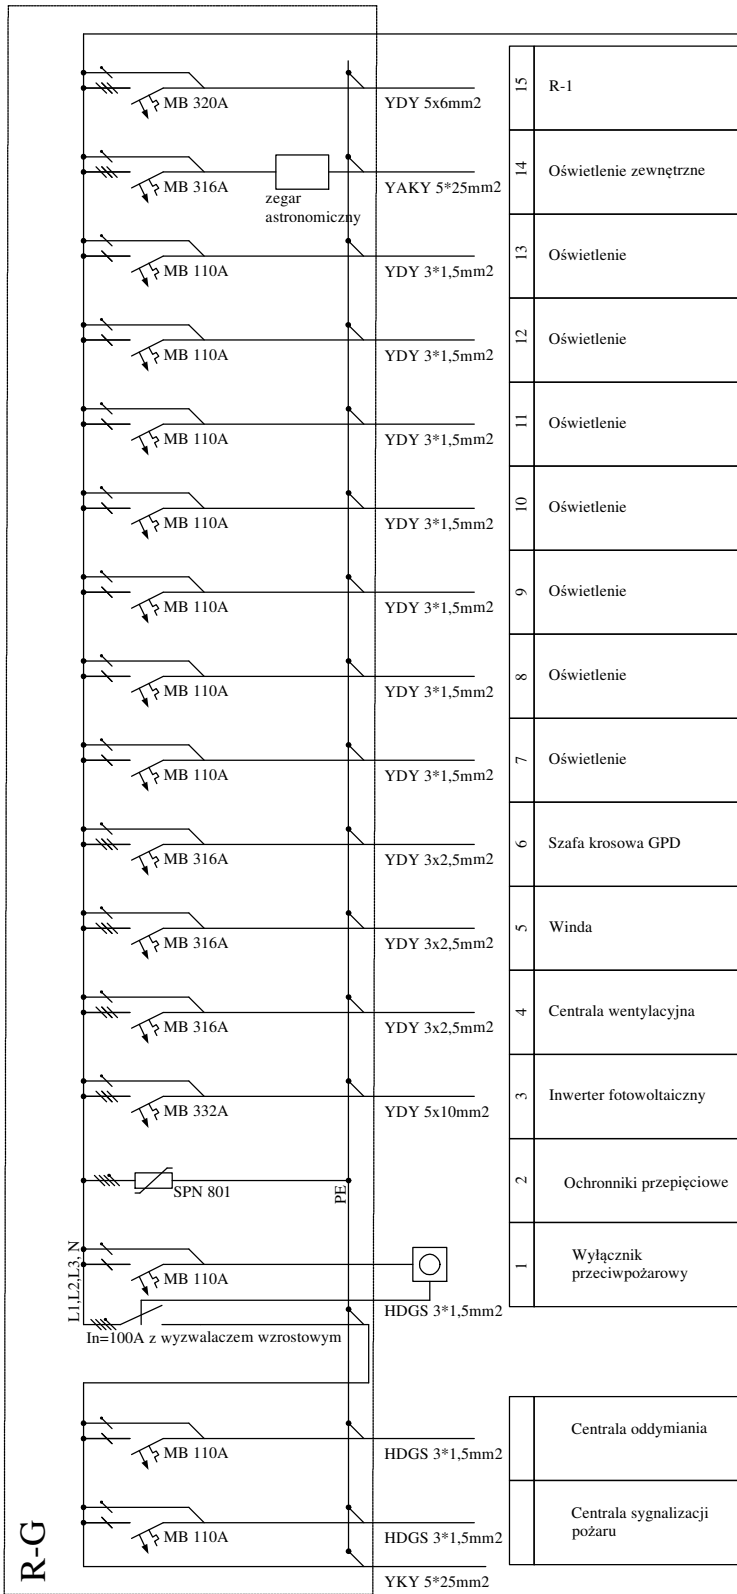 MB 320A
YDY 5x6mm2
15
R-1
MB 316A
zegar
astronomiczny
YAKY 5*25mm2
14
Oświetlenie zewnętrzne
MB 110A
YDY 3*1,5mm2
13
Oświetlenie
MB 110A
YDY 3*1,5mm2
12
Oświetlenie
MB 110A
YDY 3*1,5mm2
11
Oświetlenie
MB 110A
YDY 3*1,5mm2
10
Oświetlenie
MB 110A
YDY 3*1,5mm2
9
Oświetlenie
MB 110A
YDY 3*1,5mm2
8
Oświetlenie
MB 110A
YDY 3*1,5mm2
7
Oświetlenie
MB 316A
YDY 3x2,5mm2
6
Szafa krosowa GPD
MB 316A
YDY 3x2,5mm2
5
Winda
MB 316A
YDY 3x2,5mm2
4
Centrala wentylacyjna
MB 332A
YDY 5x10mm2
3
Inwerter fotowoltaiczny
SPN 801
PE
2
Ochronniki przepięciowe
L1,L2,L3, N
MB 110A
HDGS 3*1,5mm2
1
Wyłącznik
przeciwpożarowy
In=100A z wyzwalaczem wzrostowym
MB 110A
HDGS 3*1,5mm2
Centrala oddymiania
MB 110A
HDGS 3*1,5mm2
Centrala sygnalizacji
pożaru
R-G
YKY 5*25mm2